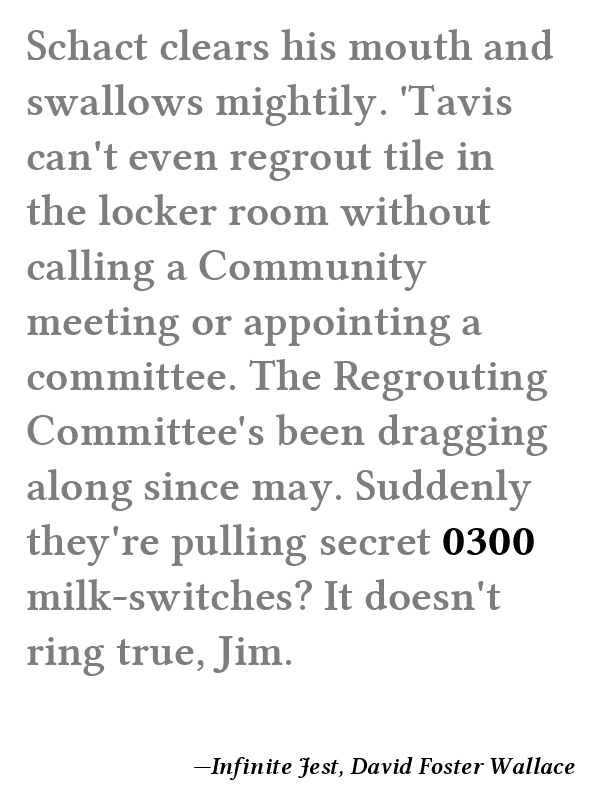 Schact clears his mouth and
swallows mightily. 'Tavis
can't even regrout tile in
the locker room without
calling a Community
meeting or appointing a
committee. The Regrouting
Committee's been dragging
along since may. Suddenly
they're pulling secret 0300
milk-switches? It doesn't
ring true, Jim.
—Infinite Jest, David Foster Wallace